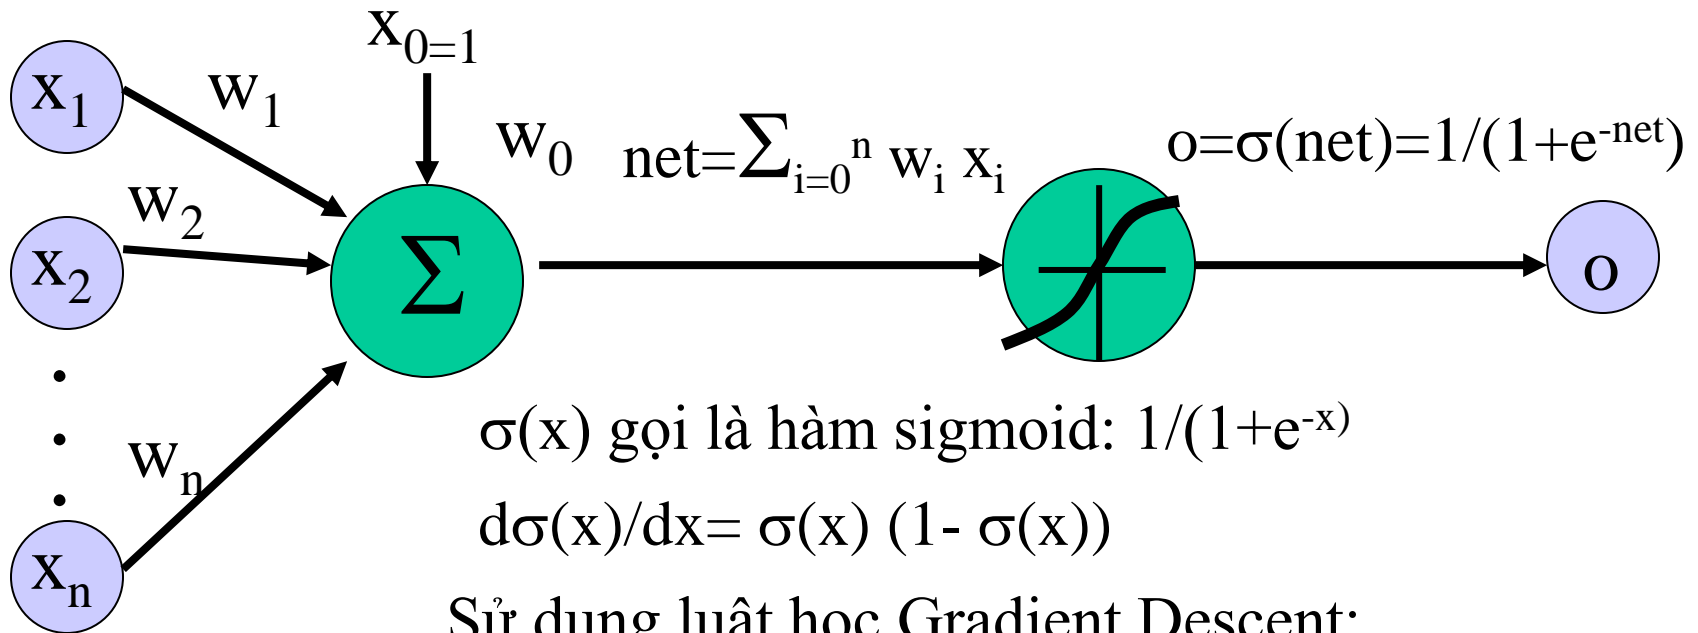 x₀₌₁
x₁
w₁
w₀
net=∑ᵢ₌₀ⁿ wᵢ xᵢ
o=σ(net)=1/(1+e⁻ⁿᵉᵗ)
w₂
x₂
Σ
o
σ(x) gọi là hàm sigmoid: 1/(1+e⁻ˣ⁾
wₙ
dσ(x)/dx= σ(x) (1- σ(x))
xₙ
Sử dụng luật học Gradient Descent: